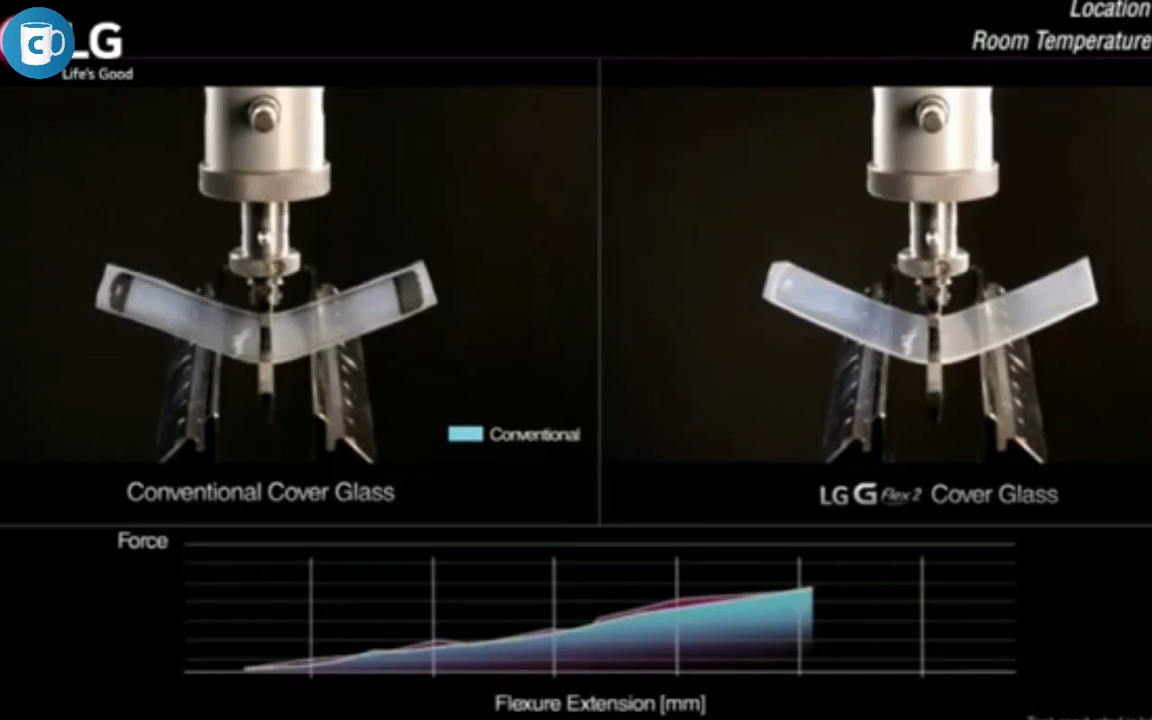 C
LG
Life's Good
Location
Room Temperature
Conventional
Conventional Cover Glass
LG G Flex 2 Cover Glass
Force
Flexure Extension [mm]